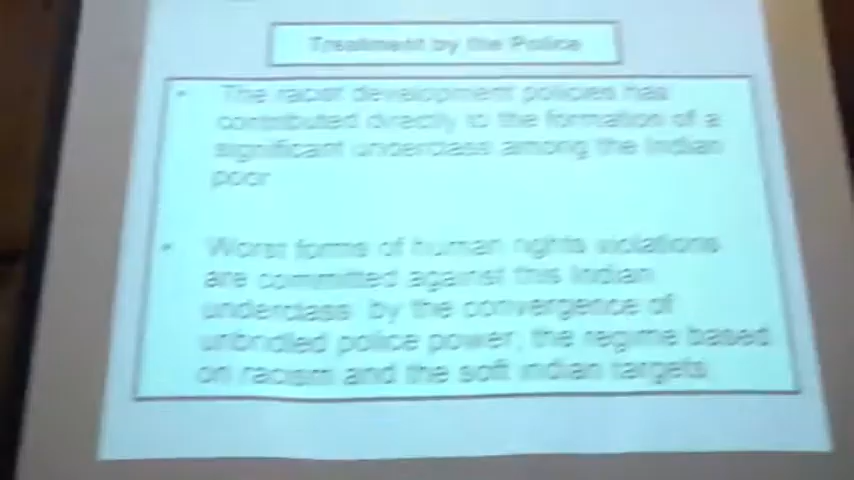 Treatment by the Police
• The racist development policies has
contributed directly to the formation of a
significant underclass among the Indian
poor
• Worst forms of human rights violations
are committed against this Indian
underclass by the convergence of
unbridled police power, the regime based
on racism and the soft Indian targets